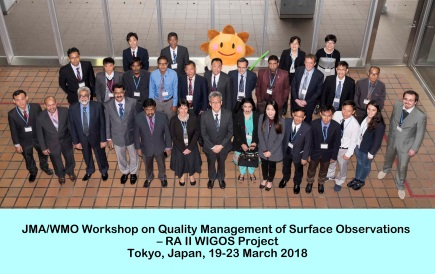 JMA/WMO Workshop on Quality Management of Surface Observations
– RA II WIGOS Project
Tokyo, Japan, 19-23 March 2018